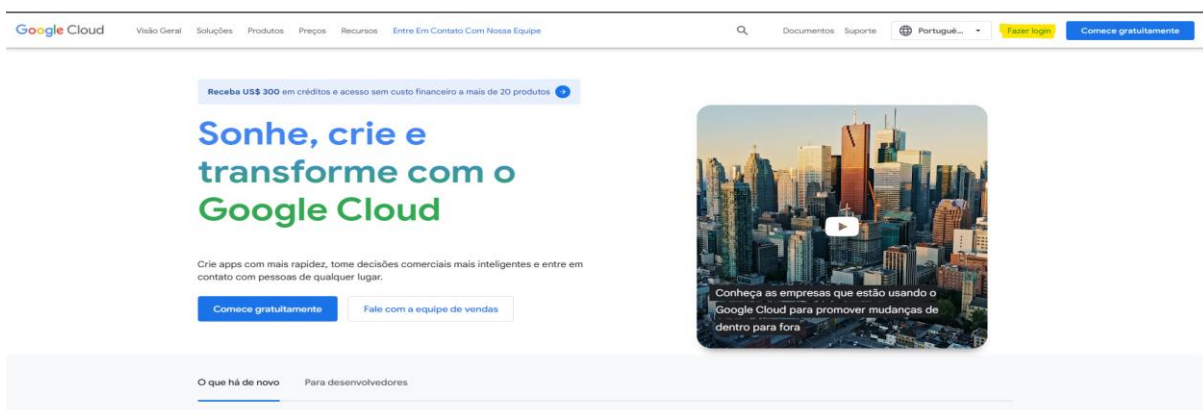 Google Cloud
Visão Geral Soluções Produtos Preços Recursos Entre Em Contato Com Nossa Equipe
Documentos Suporte Portuguê... Fazer login Comece gratuitamente
Receba US$ 300 em créditos e acesso sem custo financeiro a mais de 20 produtos
Sonhe, crie e
transforme com o
Google Cloud
Crie apps com mais rapidez, tome decisões comerciais mais inteligentes e entre em
contato com pessoas de qualquer lugar.
Comece gratuitamente Fale com a equipe de vendas
Conheça as empresas que estão usando o
Google Cloud para promover mudanças de
dentro para fora
O que há de novo Para desenvolvedores